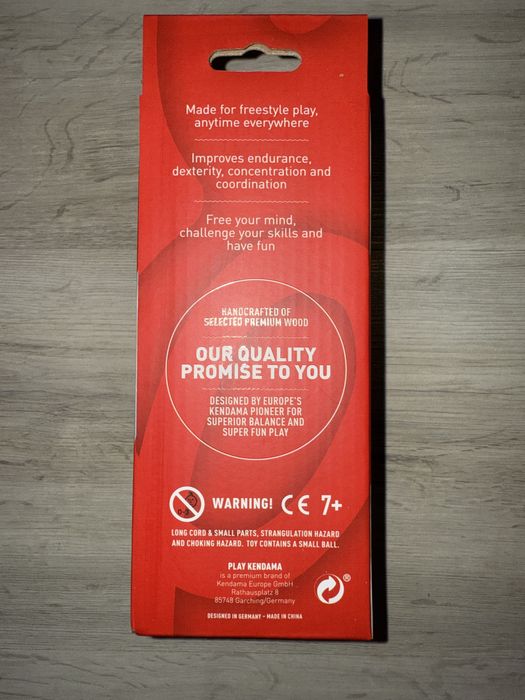 Made for freestyle play,
anytime everywhere
Improves endurance,
dexterity, concentration and
coordination
Free your mind,
challenge your skills and
have fun
HANDCRAFTED OF
SELECTED PREMIUM WOOD
OUR QUALITY
PROMISE TO YOU
DESIGNED BY EUROPE'S
KENDAMA PIONEER FOR
SUPERIOR BALANCE AND
SUPER FUN PLAY
0-3 WARNING! CE 7+
LONG CORD & SMALL PARTS, STRANGULATION HAZARD
AND CHOKING HAZARD. TOY CONTAINS A SMALL BALL.
PLAY KENDAMA
is a premium brand of
Kendama Europe GmbH
Rathausplatz 8
85748 Garching/Germany
®
DESIGNED IN GERMANY - MADE IN CHINA